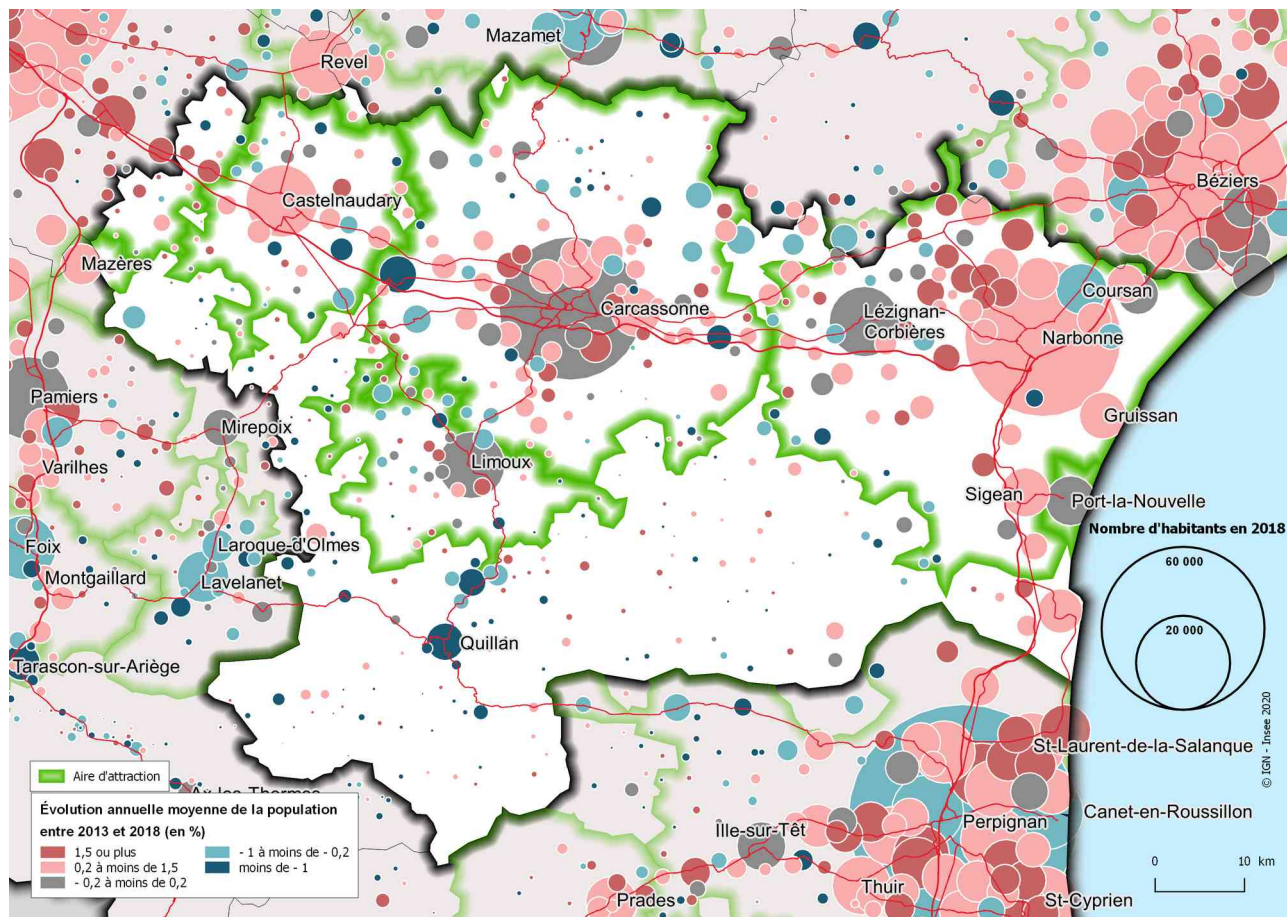 Mazamet
Revel
Béziers
Castelnaudary
Mazères
Coursan
Carcassonne
Lézignan-
Corbières
Narbonne
Pamiers
Mirepoix
Gruissan
Varilhes
Limoux
Sigean
Port-la-Nouvelle
Nombre d'habitants en 2018
60 000
20 000
Foix
Laroque-d'Olmes
Montgaillard
Lavelanet
Quillan
Tarascon-sur-Ariège
St-Laurent-de-la-Salanque
© IGN - Insee 2020
Aire d'attraction
Ax-les-Thermes
Canet-en-Roussillon
Perpignan
Ille-sur-Têt
Évolution annuelle moyenne de la population
entre 2013 et 2018 (en %)
1,5 ou plus
0,2 à moins de 1,5
- 0,2 à moins de 0,2
- 1 à moins de - 0,2
moins de - 1
0 10 km
Thuir
Prades
St-Cyprien